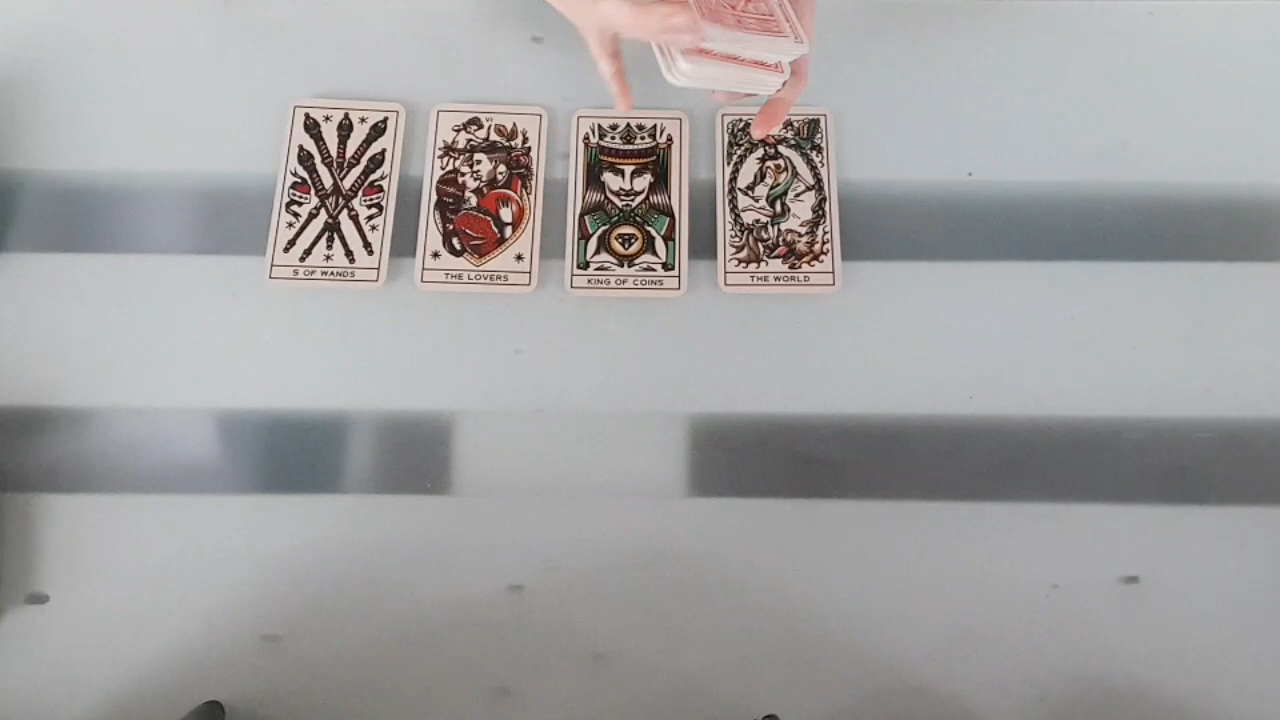 5 OF WANDS
VI
THE LOVERS
KING OF COINS
THE WORLD